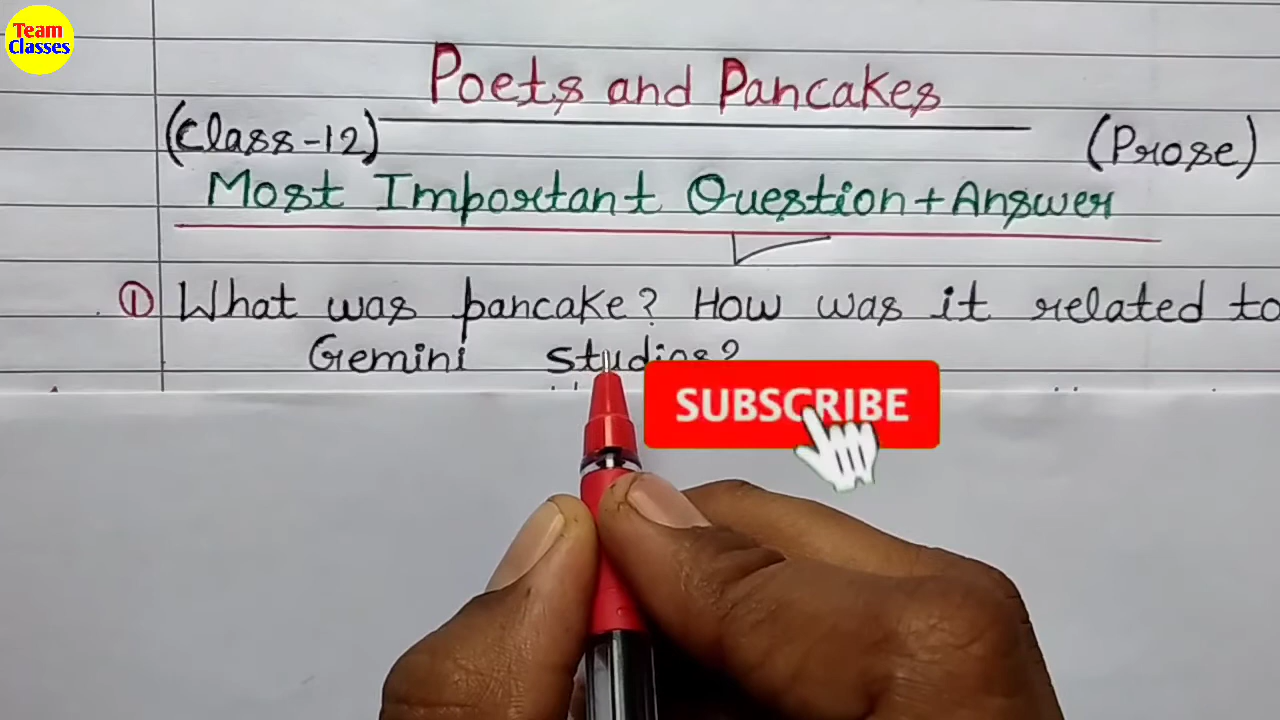 Team
Classes
Poets and Pancakes
(Class-12)
(Prose)
Most Important Question+Answer
① What was pancake? How was it related to
Gemini studios?
SUBSCRIBE